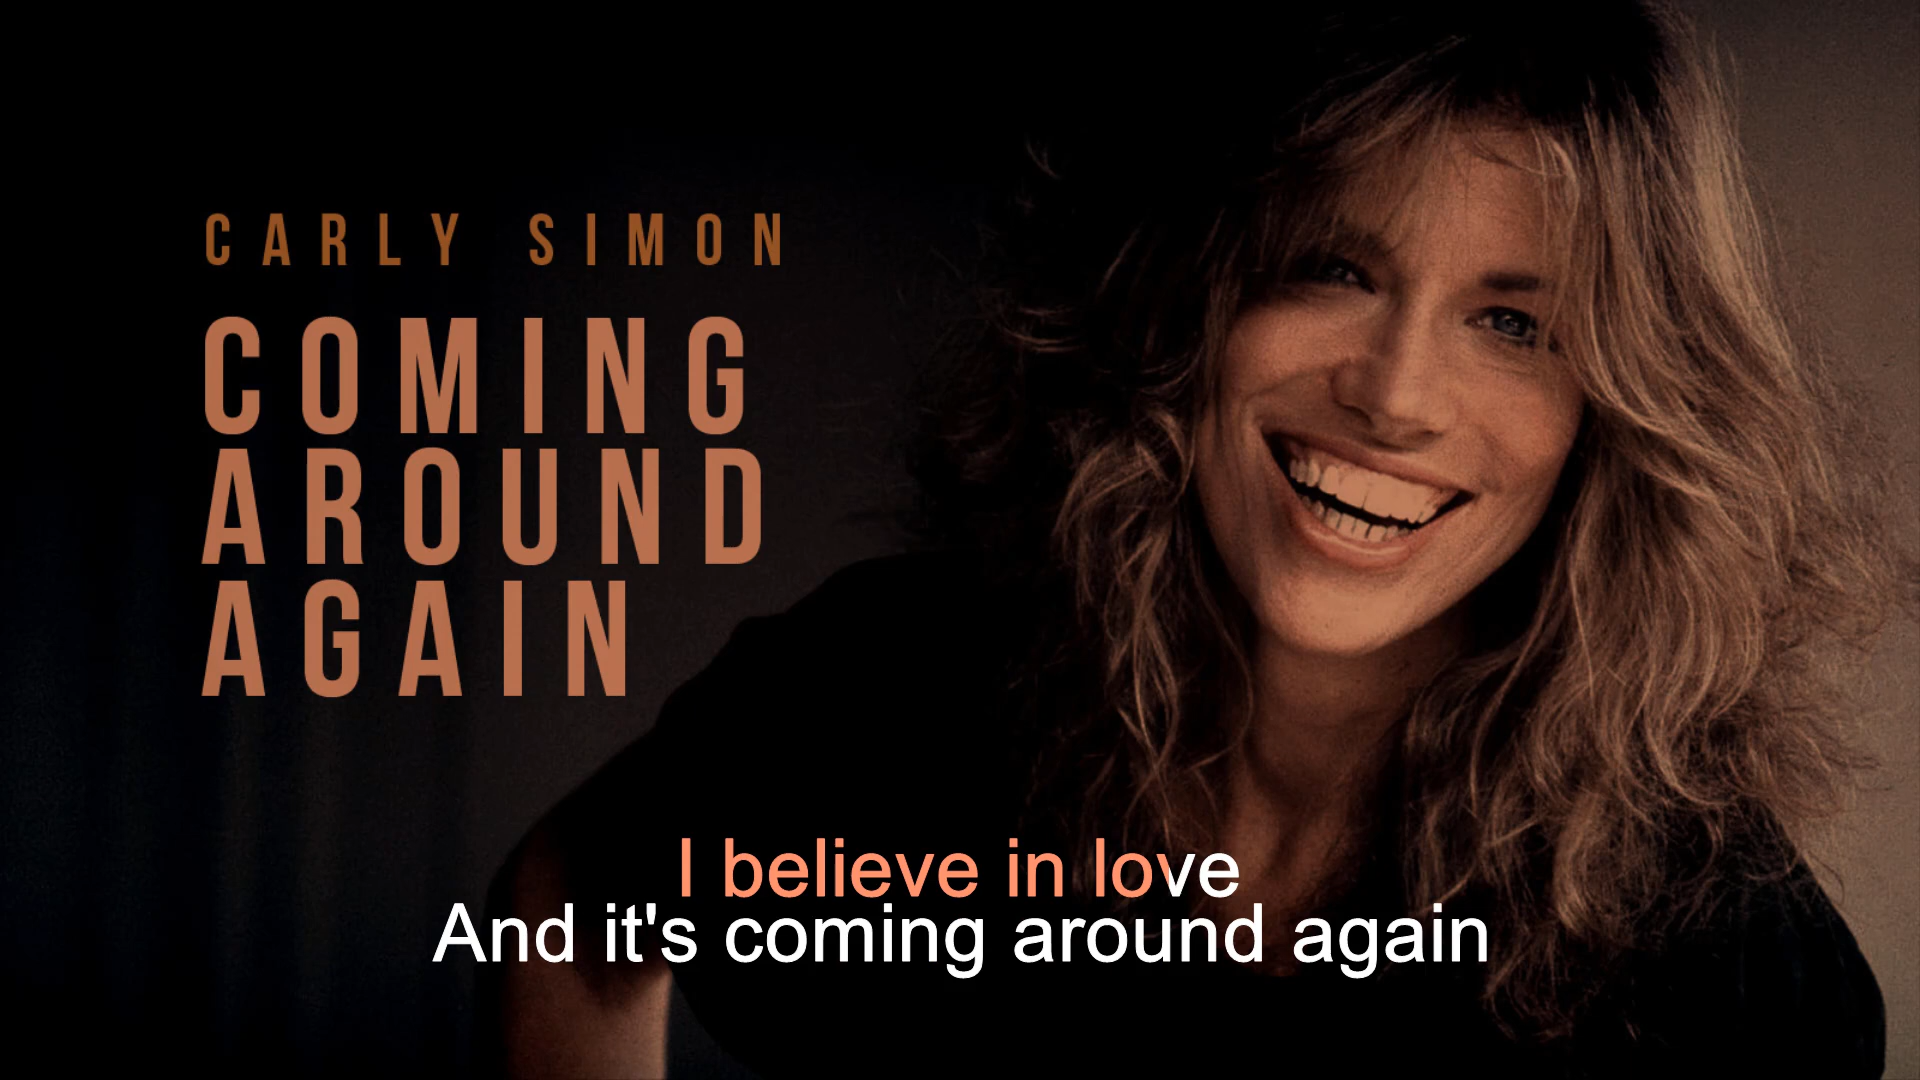 CARLY SIMON
COMING
AROUND
AGAIN
I believe in love
And it's coming around again